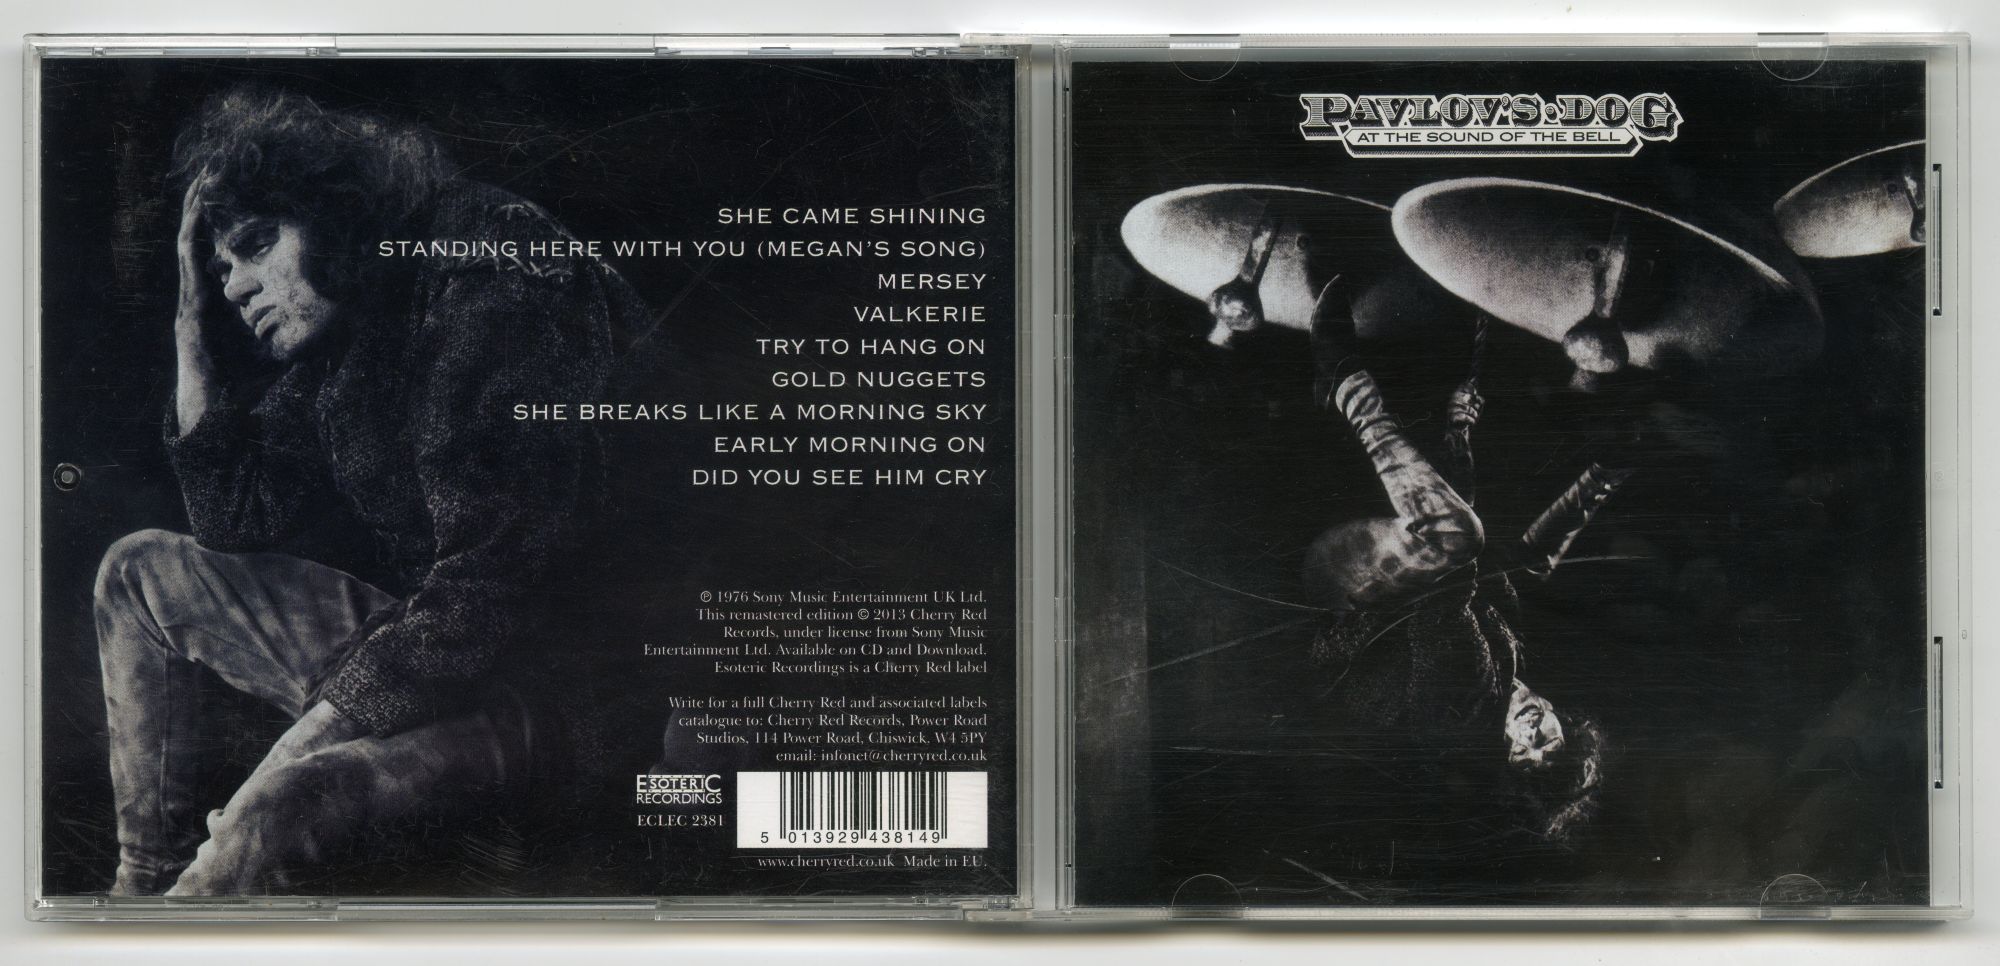 SHE CAME SHINING
STANDING HERE WITH YOU (MEGAN'S SONG)
MERSEY
VALKERIE
TRY TO HANG ON
GOLD NUGGETS
SHE BREAKS LIKE A MORNING SKY
EARLY MORNING ON
DID YOU SEE HIM CRY
℗ 1976 Sony Music Entertainment UK Ltd.
This remastered edition © 2013 Cherry Red
Records, under license from Sony Music
Entertainment Ltd. Available on CD and Download.
Esoteric Recordings is a Cherry Red label
Write for a full Cherry Red and associated labels
catalogue to: Cherry Red Records, Power Road
Studios, 114 Power Road, Chiswick, W4 5PY
email: infonet@cherryred.co.uk
ESOTERIC
RECORDINGS
ECLEC 2381
5 013929 438149
www.cherryred.co.uk Made in EU.
PAVLOV'S·DOG
AT THE SOUND OF THE BELL